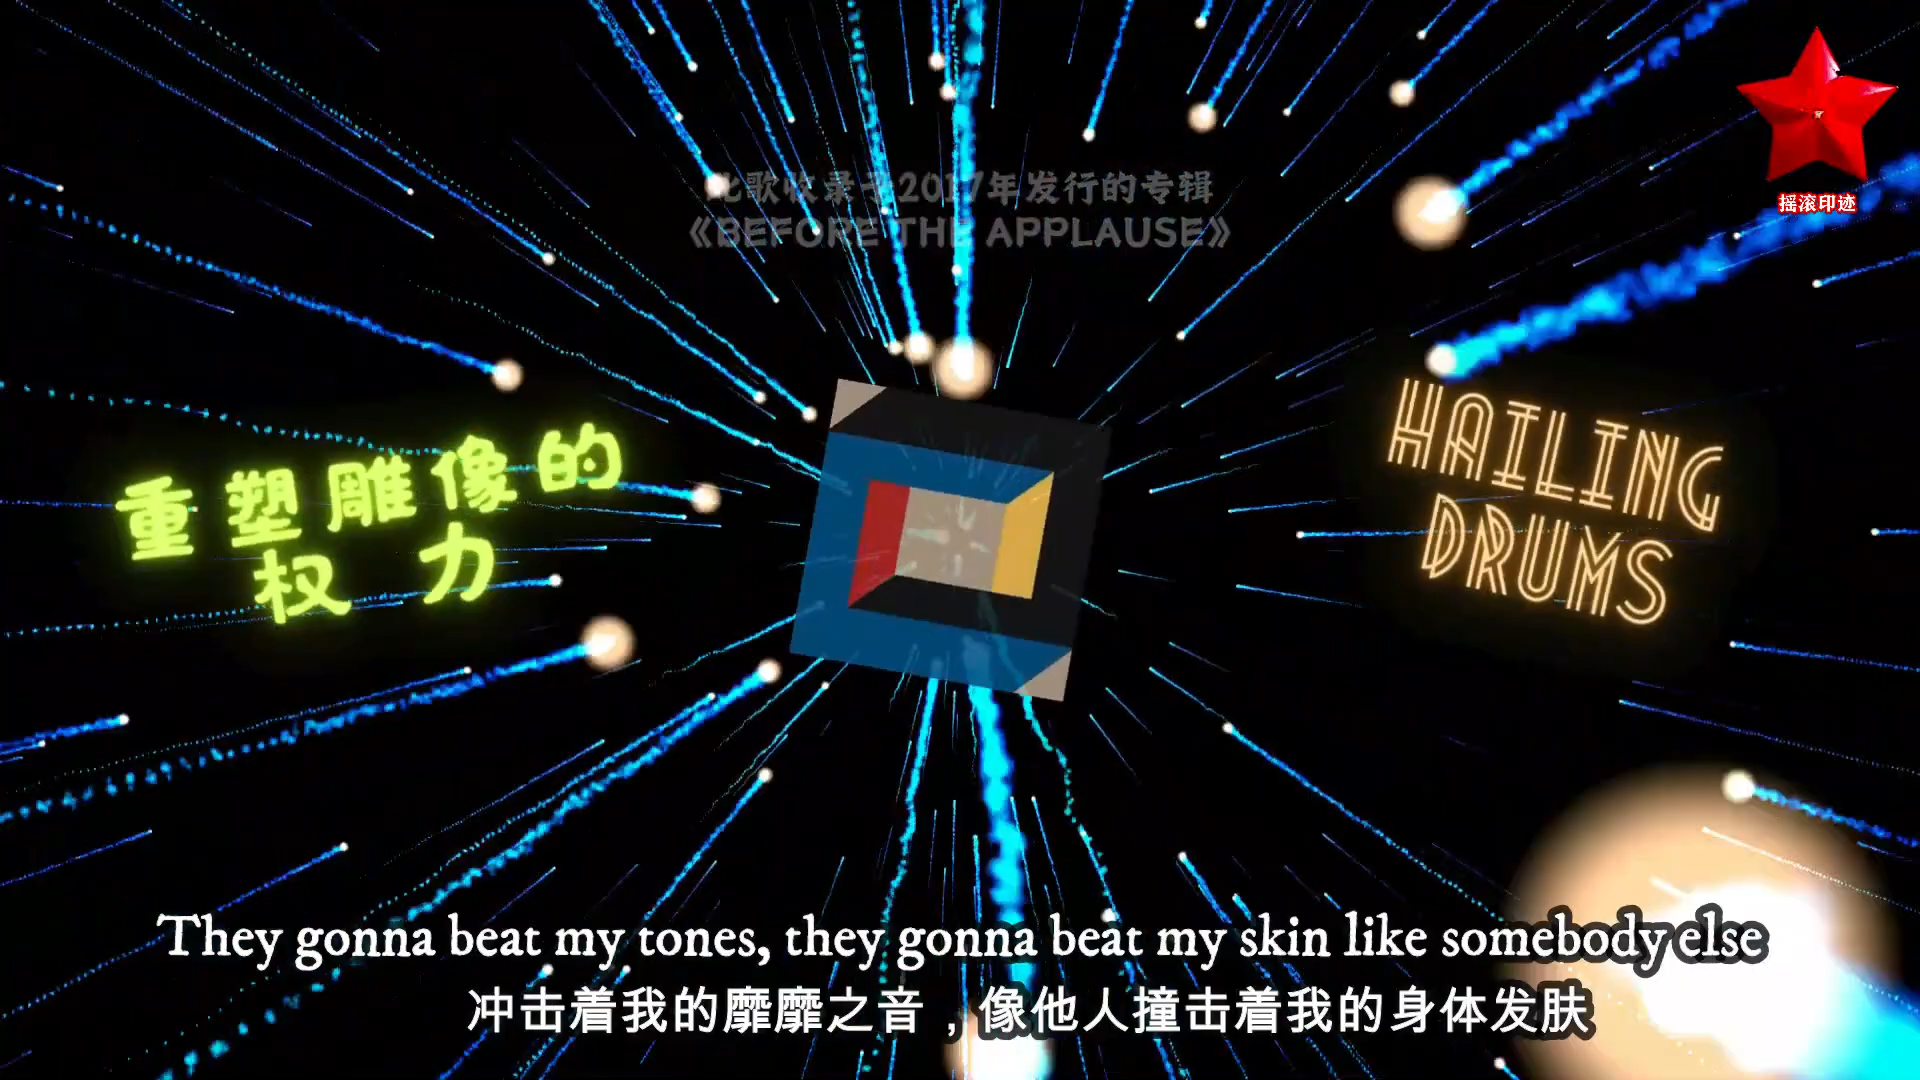 此歌收录于2017年发行的专辑
《BEFORE THE APPLAUSE》
摇滚印迹
重塑雕像的
权 力
HAILING
DRUMS
They gonna beat my tones, they gonna beat my skin like somebody else
冲击着我的靡靡之音，像他人撞击着我的身体发肤